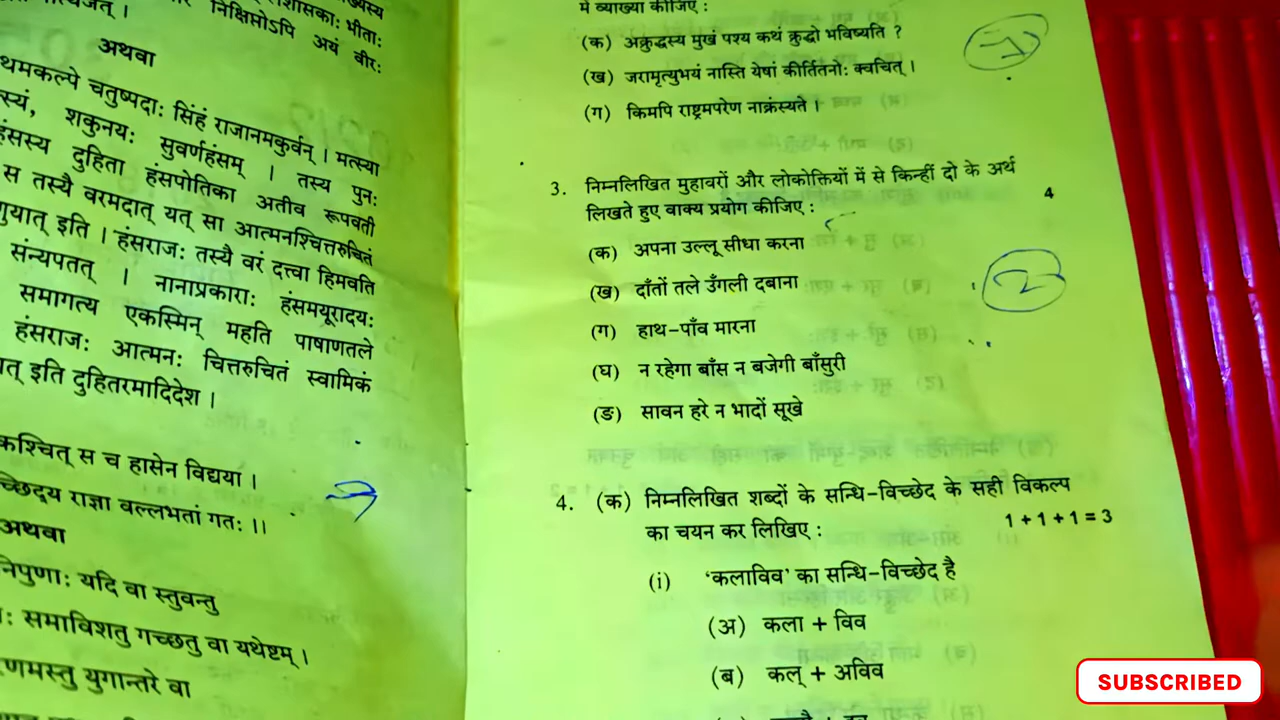 त्यजेत् ।
निक्षिप्तोऽपि अयं वीरः
अथवा
थमकल्पे चतुष्पदाः सिंहं राजानमकुर्वन् । मत्स्या
स्यं, शकुनयः सुवर्णहंसम् । तस्य पुनः
हंसस्य दुहिता हंसपोतिका अतीव रूपवती
स तस्यै वरमदात् यत् सा आत्मनश्चित्तरुचितं
णुयात् इति । हंसराजः तस्यै वरं दत्त्वा हिमवति
संन्यपतत् । नानाप्रकाराः हंसमयूरादयः
समागत्य एकस्मिन् महति पाषाणतले
हंसराजः आत्मनः चित्तरुचितं स्वामिकं
त् इति दुहितरमादिदेश ।
कश्चित् स च हासेन विद्यया ।
च्छिद्य राज्ञा वल्लभतां गतः ।।
अथवा
निपुणाः यदि वा स्तुवन्तु
समाविशतु गच्छतु वा यथेष्टम् ।
रणमस्तु युगान्तरे वा
में व्याख्या कीजिए :
(क) अक्रुद्धस्य मुखं पश्य कथं क्रुद्धो भविष्यति ?
(ख) जरामृत्युभयं नास्ति येषां कीर्तितनोः क्वचित् ।
(ग) किमपि राष्ट्रमपरेण नाक्रंस्यते ।
3. निम्नलिखित मुहावरों और लोकोक्तियों में से किन्हीं दो के अर्थ
लिखते हुए वाक्य प्रयोग कीजिए : 4
(क) अपना उल्लू सीधा करना
(ख) दाँतों तले उँगली दबाना
(ग) हाथ-पाँव मारना
(घ) न रहेगा बाँस न बजेगी बाँसुरी
(ङ) सावन हरे न भादों सूखे
4. (क) निम्नलिखित शब्दों के सन्धि-विच्छेद के सही विकल्प
का चयन कर लिखिए : 1 + 1 + 1 = 3
(i) ‘कलाविव’ का सन्धि-विच्छेद है
(अ) कला + विव
(ब) कल् + अविव
SUBSCRIBED